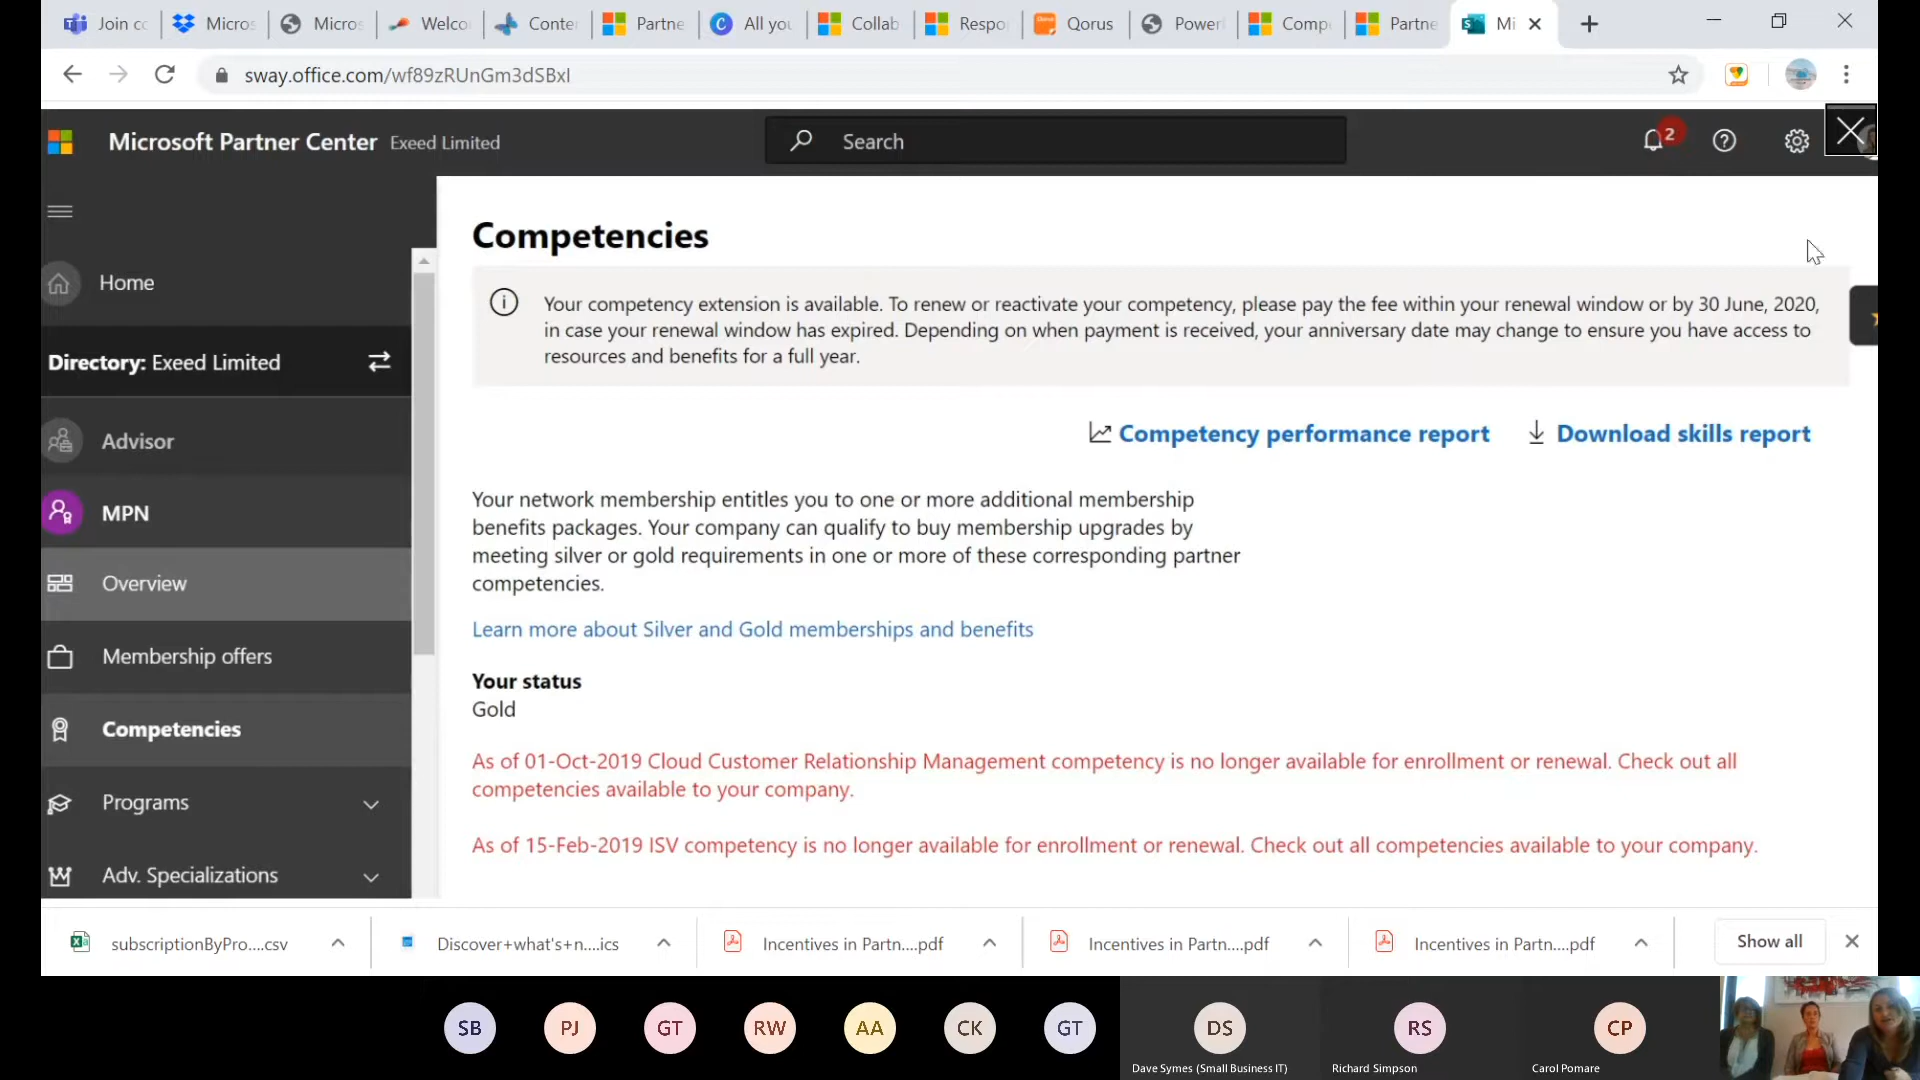 Join c
Micros
Micros
Welco
Conte
Partne
All you
Collab
Respo
Qorus
Power
Comp
Partne
Mi
sway.office.com/wf89zRUnGm3dSBxI
Microsoft Partner Center Exeed Limited
Search
2
Home
Directory: Exeed Limited
Advisor
MPN
Overview
Membership offers
Competencies
Programs
Adv. Specializations
Competencies
Your competency extension is available. To renew or reactivate your competency, please pay the fee within your renewal window or by 30 June, 2020,
in case your renewal window has expired. Depending on when payment is received, your anniversary date may change to ensure you have access to
resources and benefits for a full year.
Competency performance report
Download skills report
Your network membership entitles you to one or more additional membership
benefits packages. Your company can qualify to buy membership upgrades by
meeting silver or gold requirements in one or more of these corresponding partner
competencies.
Learn more about Silver and Gold memberships and benefits
Your status
Gold
As of 01-Oct-2019 Cloud Customer Relationship Management competency is no longer available for enrollment or renewal. Check out all
competencies available to your company.
As of 15-Feb-2019 ISV competency is no longer available for enrollment or renewal. Check out all competencies available to your company.
subscriptionByPro....csv
Discover+what's+n....ics
Incentives in Partn....pdf
Incentives in Partn....pdf
Incentives in Partn....pdf
Show all
SB
PJ
GT
RW
AA
CK
GT
DS
RS
CP
Dave Symes (Small Business IT)
Richard Simpson
Carol Pomare